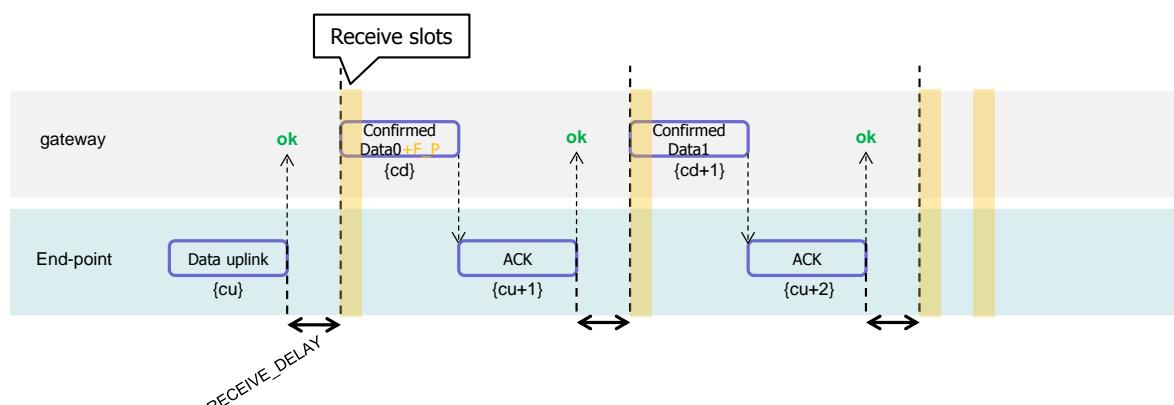 Receive slots
gateway
ok
Confirmed
Data0+F_P
{cd}
ok
Confirmed
Data1
{cd+1}
ok
End-point
Data uplink
{cu}
ACK
{cu+1}
ACK
{cu+2}
RECEIVE_DELAY